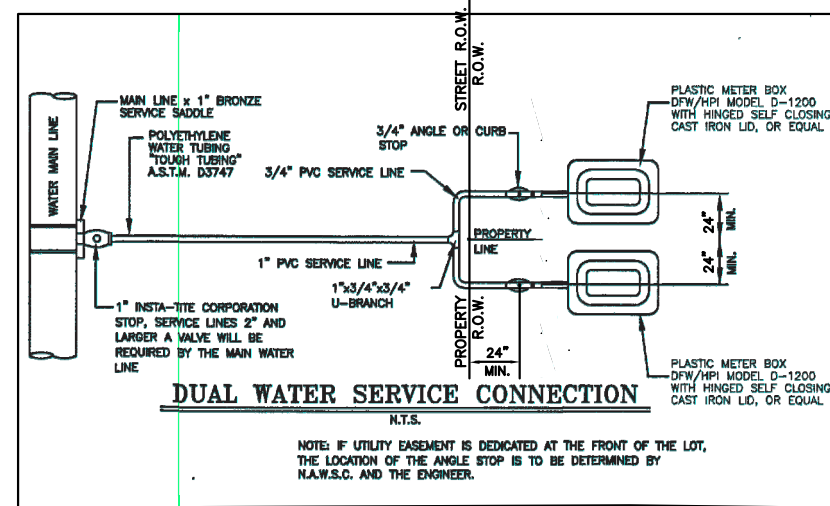 STREET R.O.W.
R.O.W.
MAIN LINE x 1" BRONZE
SERVICE SADDLE
POLYETHYLENE
WATER TUBING
"TOUGH TUBING"
A.S.T.M. D3747
WATER MAIN LINE
3/4" ANGLE OR CURB
STOP
3/4" PVC SERVICE LINE
PLASTIC METER BOX
DFW/HPI MODEL D-1200
WITH HINGED SELF CLOSING
CAST IRON LID, OR EQUAL
24"
MIN.
24"
MIN.
PROPERTY
LINE
1" PVC SERVICE LINE
1"x3/4"x3/4"
U-BRANCH
1" INSTA-TITE CORPORATION
STOP, SERVICE LINES 2" AND
LARGER A VALVE WILL BE
REQUIRED BY THE MAIN WATER
LINE
PROPERTY
R.O.W.
24"
MIN.
PLASTIC METER BOX
DFW/HPI MODEL D-1200
WITH HINGED SELF CLOSING
CAST IRON LID, OR EQUAL
DUAL WATER SERVICE CONNECTION
N.T.S.
NOTE: IF UTILITY EASEMENT IS DEDICATED AT THE FRONT OF THE LOT,
THE LOCATION OF THE ANGLE STOP IS TO BE DETERMINED BY
N.A.W.S.C. AND THE ENGINEER.